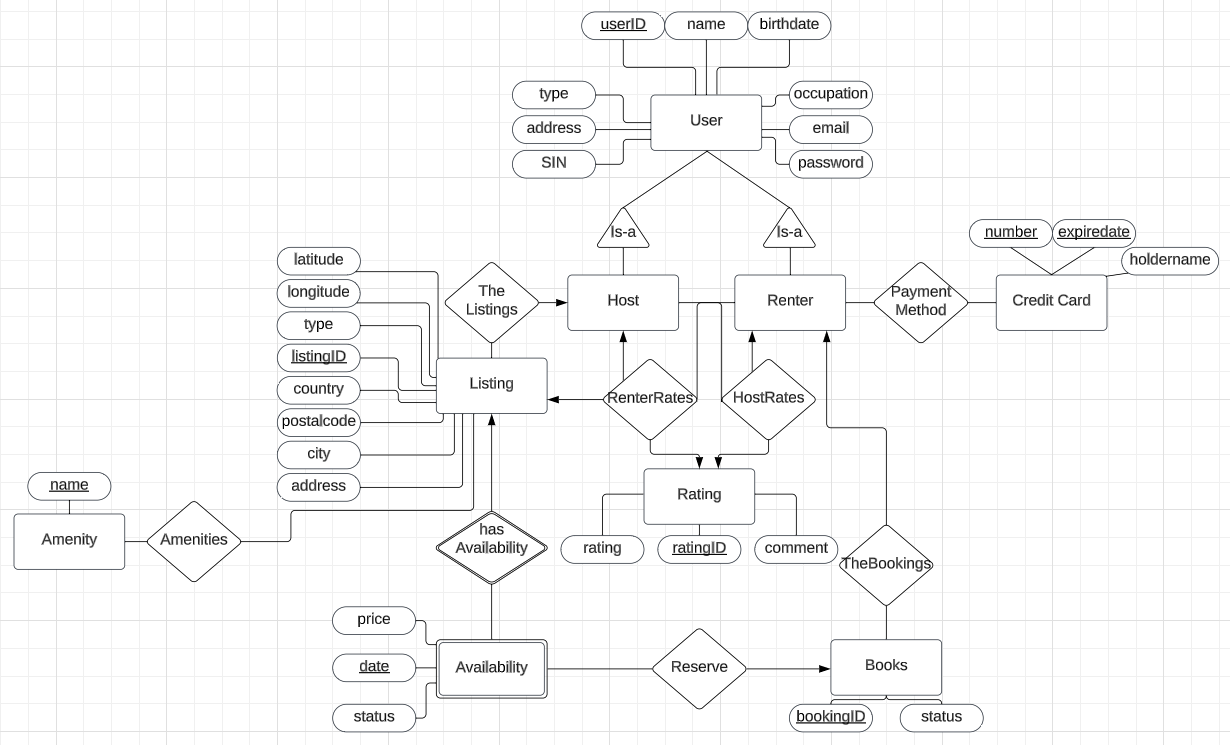 userID
name
birthdate
type
occupation
User
address
email
SIN
password
Is-a
Is-a
number
expiredate
latitude
holdername
longitude
The
Listings
Host
Renter
Payment
Method
Credit Card
type
listingID
Listing
country
RenterRates
HostRates
postalcode
city
address
name
Rating
Amenity
Amenities
has
Availability
rating
ratingID
comment
TheBookings
price
date
Availability
Reserve
Books
status
bookingID
status